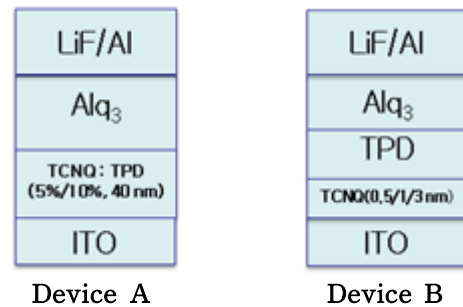 LiF/Al
Alq3
TCNQ: TPD
(5%/10%, 40 nm)
ITO
Device A
LiF/Al
Alq3
TPD
TCNQ(0.5/1/3nm)
ITO
Device B